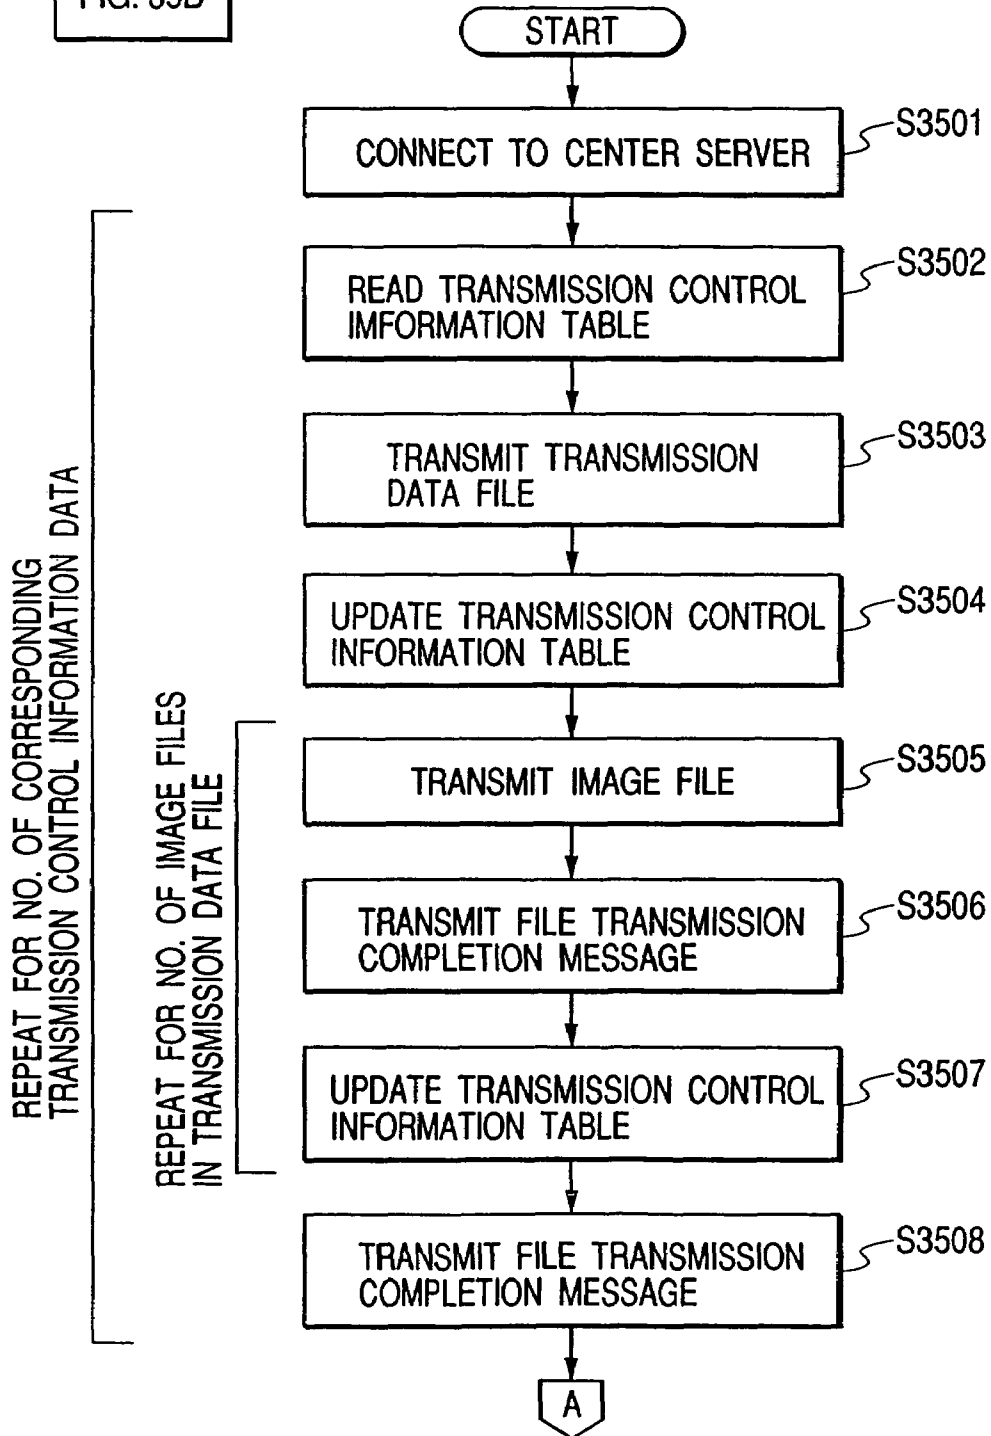 FIG. 35B
START
CONNECT TO CENTER SERVER
S3501
READ TRANSMISSION CONTROL
IMFORMATION TABLE
S3502
TRANSMIT TRANSMISSION
DATA FILE
S3503
UPDATE TRANSMISSION CONTROL
INFORMATION TABLE
S3504
TRANSMIT IMAGE FILE
S3505
TRANSMIT FILE TRANSMISSION
COMPLETION MESSAGE
S3506
UPDATE TRANSMISSION CONTROL
INFORMATION TABLE
S3507
TRANSMIT FILE TRANSMISSION
COMPLETION MESSAGE
S3508
A
REPEAT FOR NO. OF CORRESPONDING
TRANSMISSION CONTROL INFORMATION DATA
REPEAT FOR NO. OF IMAGE FILES
IN TRANSMISSION DATA FILE